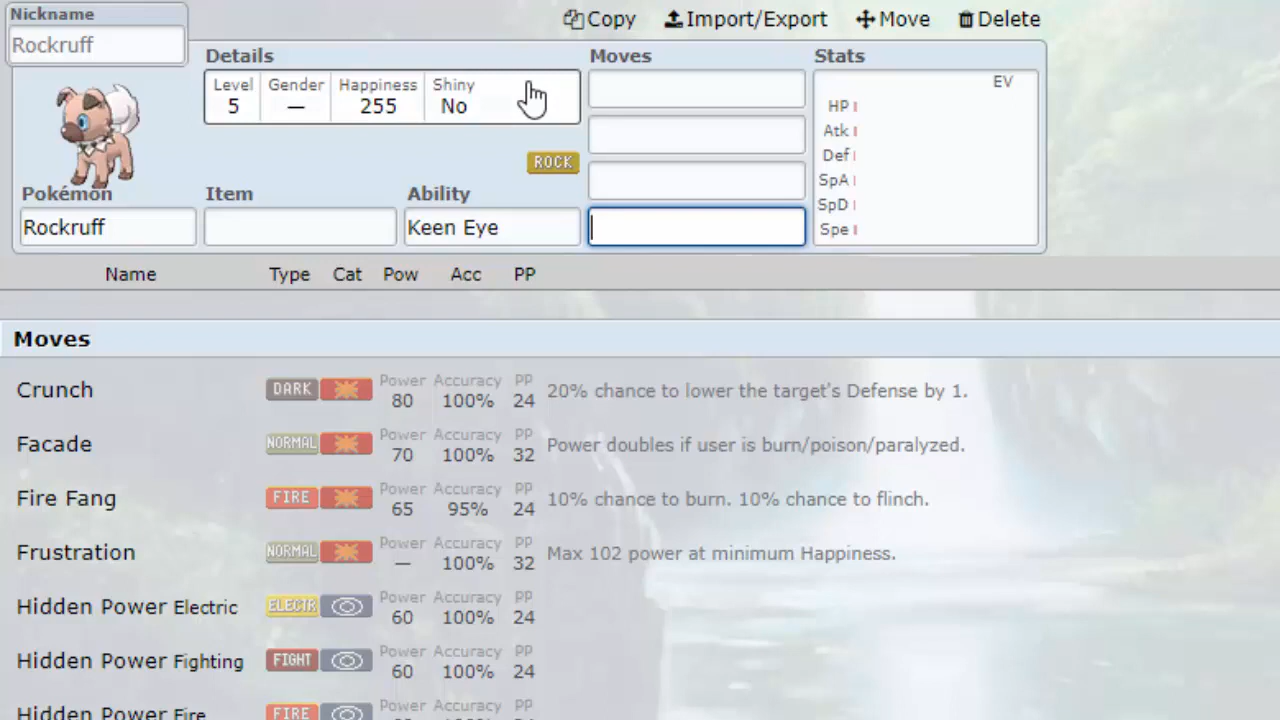 Nickname
Rockruff
Copy Import/Export Move Delete
Details
Level Gender Happiness Shiny
5 — 255 No
ROCK
Pokémon Item Ability
Rockruff Keen Eye
Moves
Stats
EV
HP
Atk
Def
SpA
SpD
Spe
Name Type Cat Pow Acc PP
Moves
Crunch DARK Power 80 Accuracy 100% PP 24 20% chance to lower the target's Defense by 1.
Facade NORMAL Power 70 Accuracy 100% PP 32 Power doubles if user is burn/poison/paralyzed.
Fire Fang FIRE Power 65 Accuracy 95% PP 24 10% chance to burn. 10% chance to flinch.
Frustration NORMAL Power — Accuracy 100% PP 32 Max 102 power at minimum Happiness.
Hidden Power Electric ELECTR Power 60 Accuracy 100% PP 24
Hidden Power Fighting FIGHT Power 60 Accuracy 100% PP 24
Hidden Power Fire FIRE Power Accuracy PP